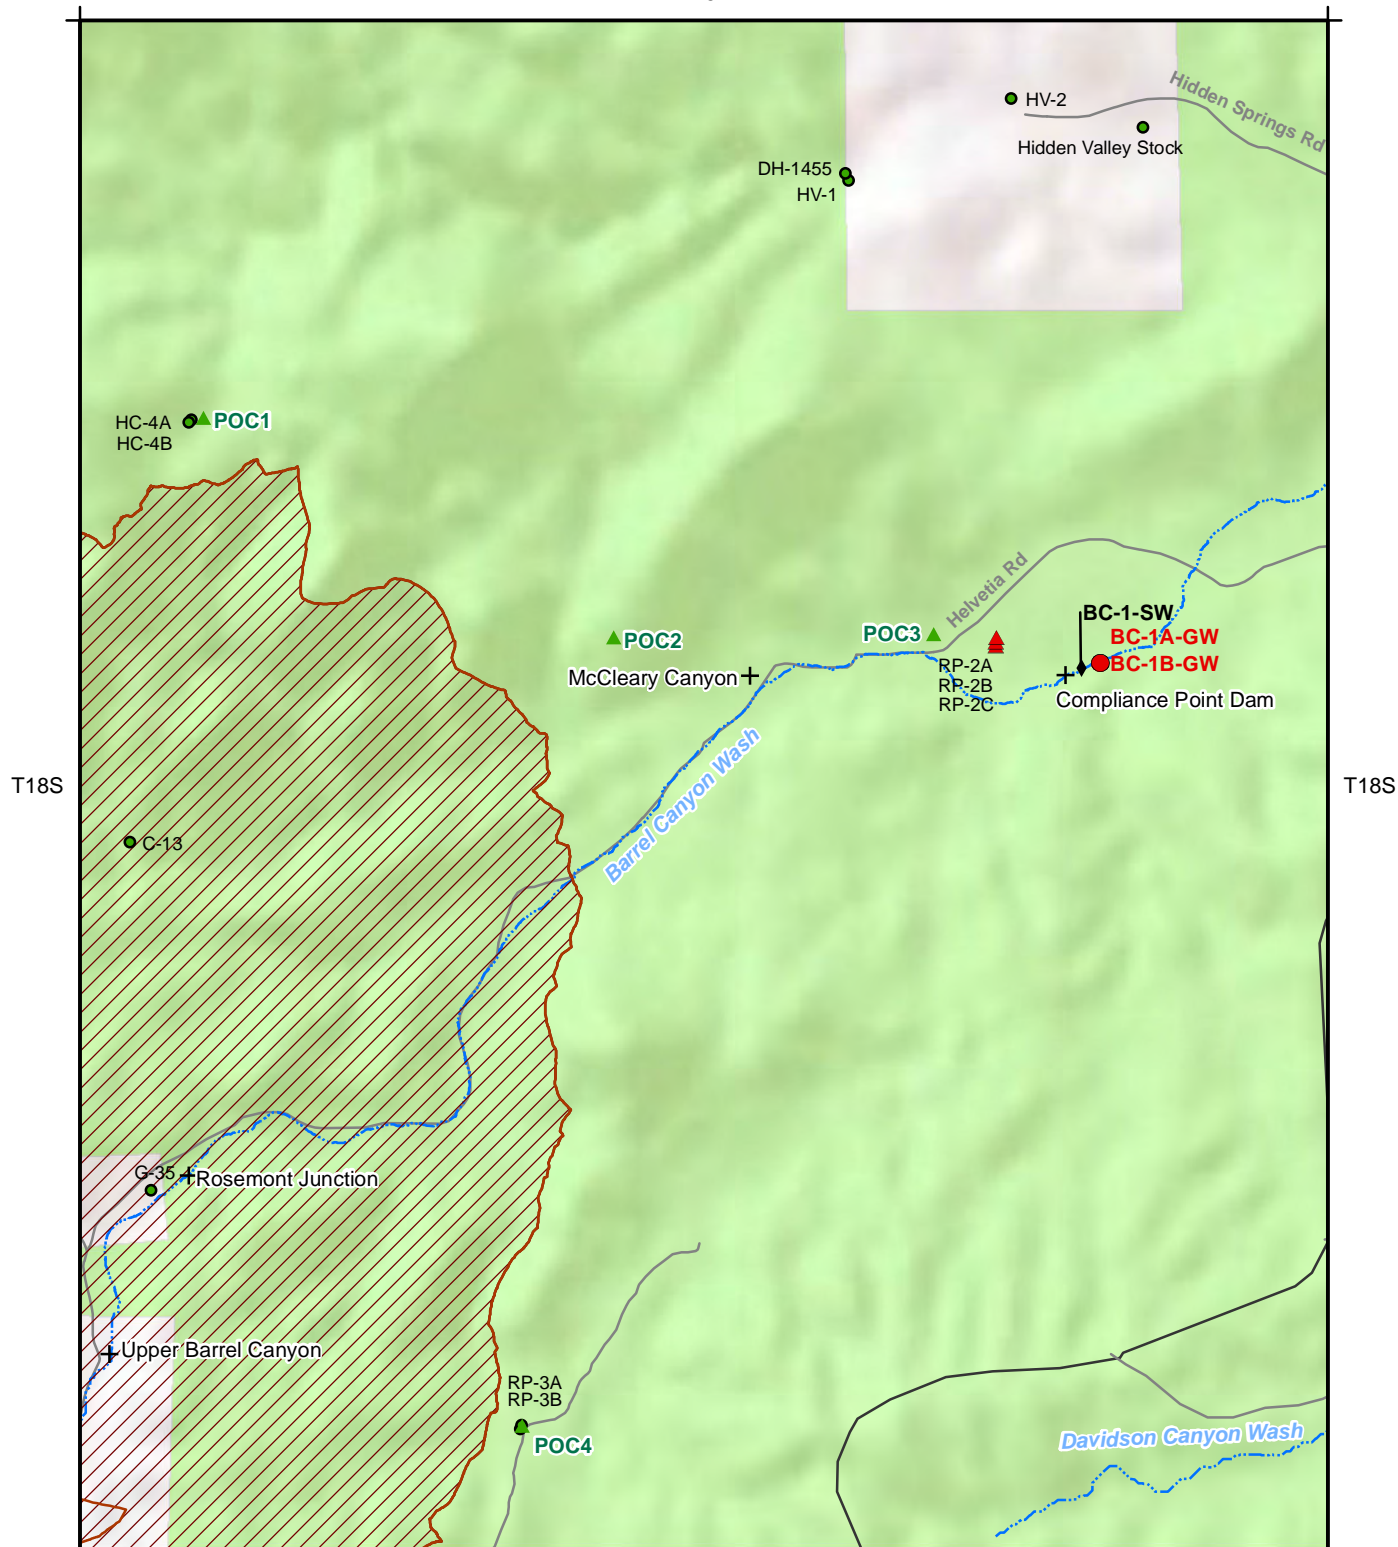 Hidden Springs Rd
HV-2
Hidden Valley Stock
DH-1455
HV-1
HC-4A
HC-4B
POC1
Helvetia Rd
BC-1-SW
BC-1A-GW
BC-1B-GW
POC3
POC2
RP-2A
RP-2B
RP-2C
McCleary Canyon
Compliance Point Dam
Barrel Canyon Wash
T18S
T18S
C-13
G-35
Rosemont Junction
Upper Barrel Canyon
RP-3A
RP-3B
POC4
Davidson Canyon Wash